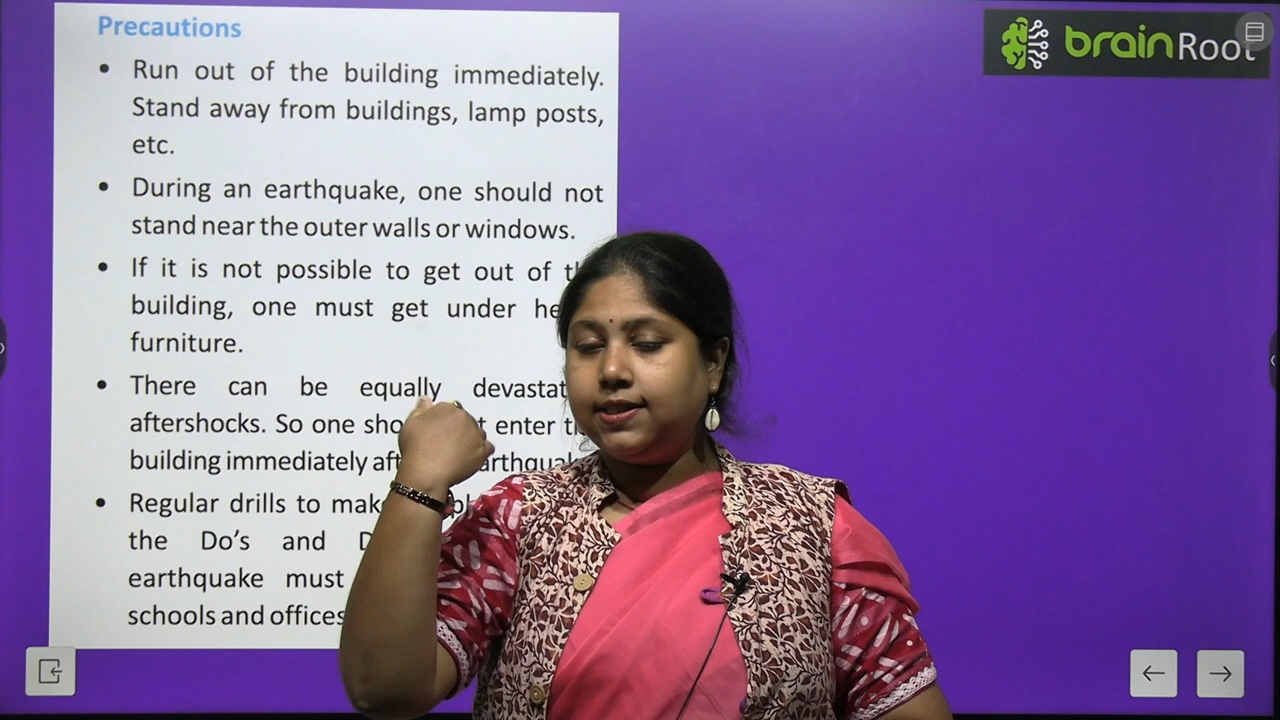 Precautions
brainRoot
• Run out of the building immediately.
Stand away from buildings, lamp posts,
etc.
• During an earthquake, one should not
stand near the outer walls or windows.
• If it is not possible to get out of
building, one must get under
furniture.
• There can be equally
aftershocks. So one enter
building immediately
• Regular drills to
the Do's and
earthquake must
schools and offices